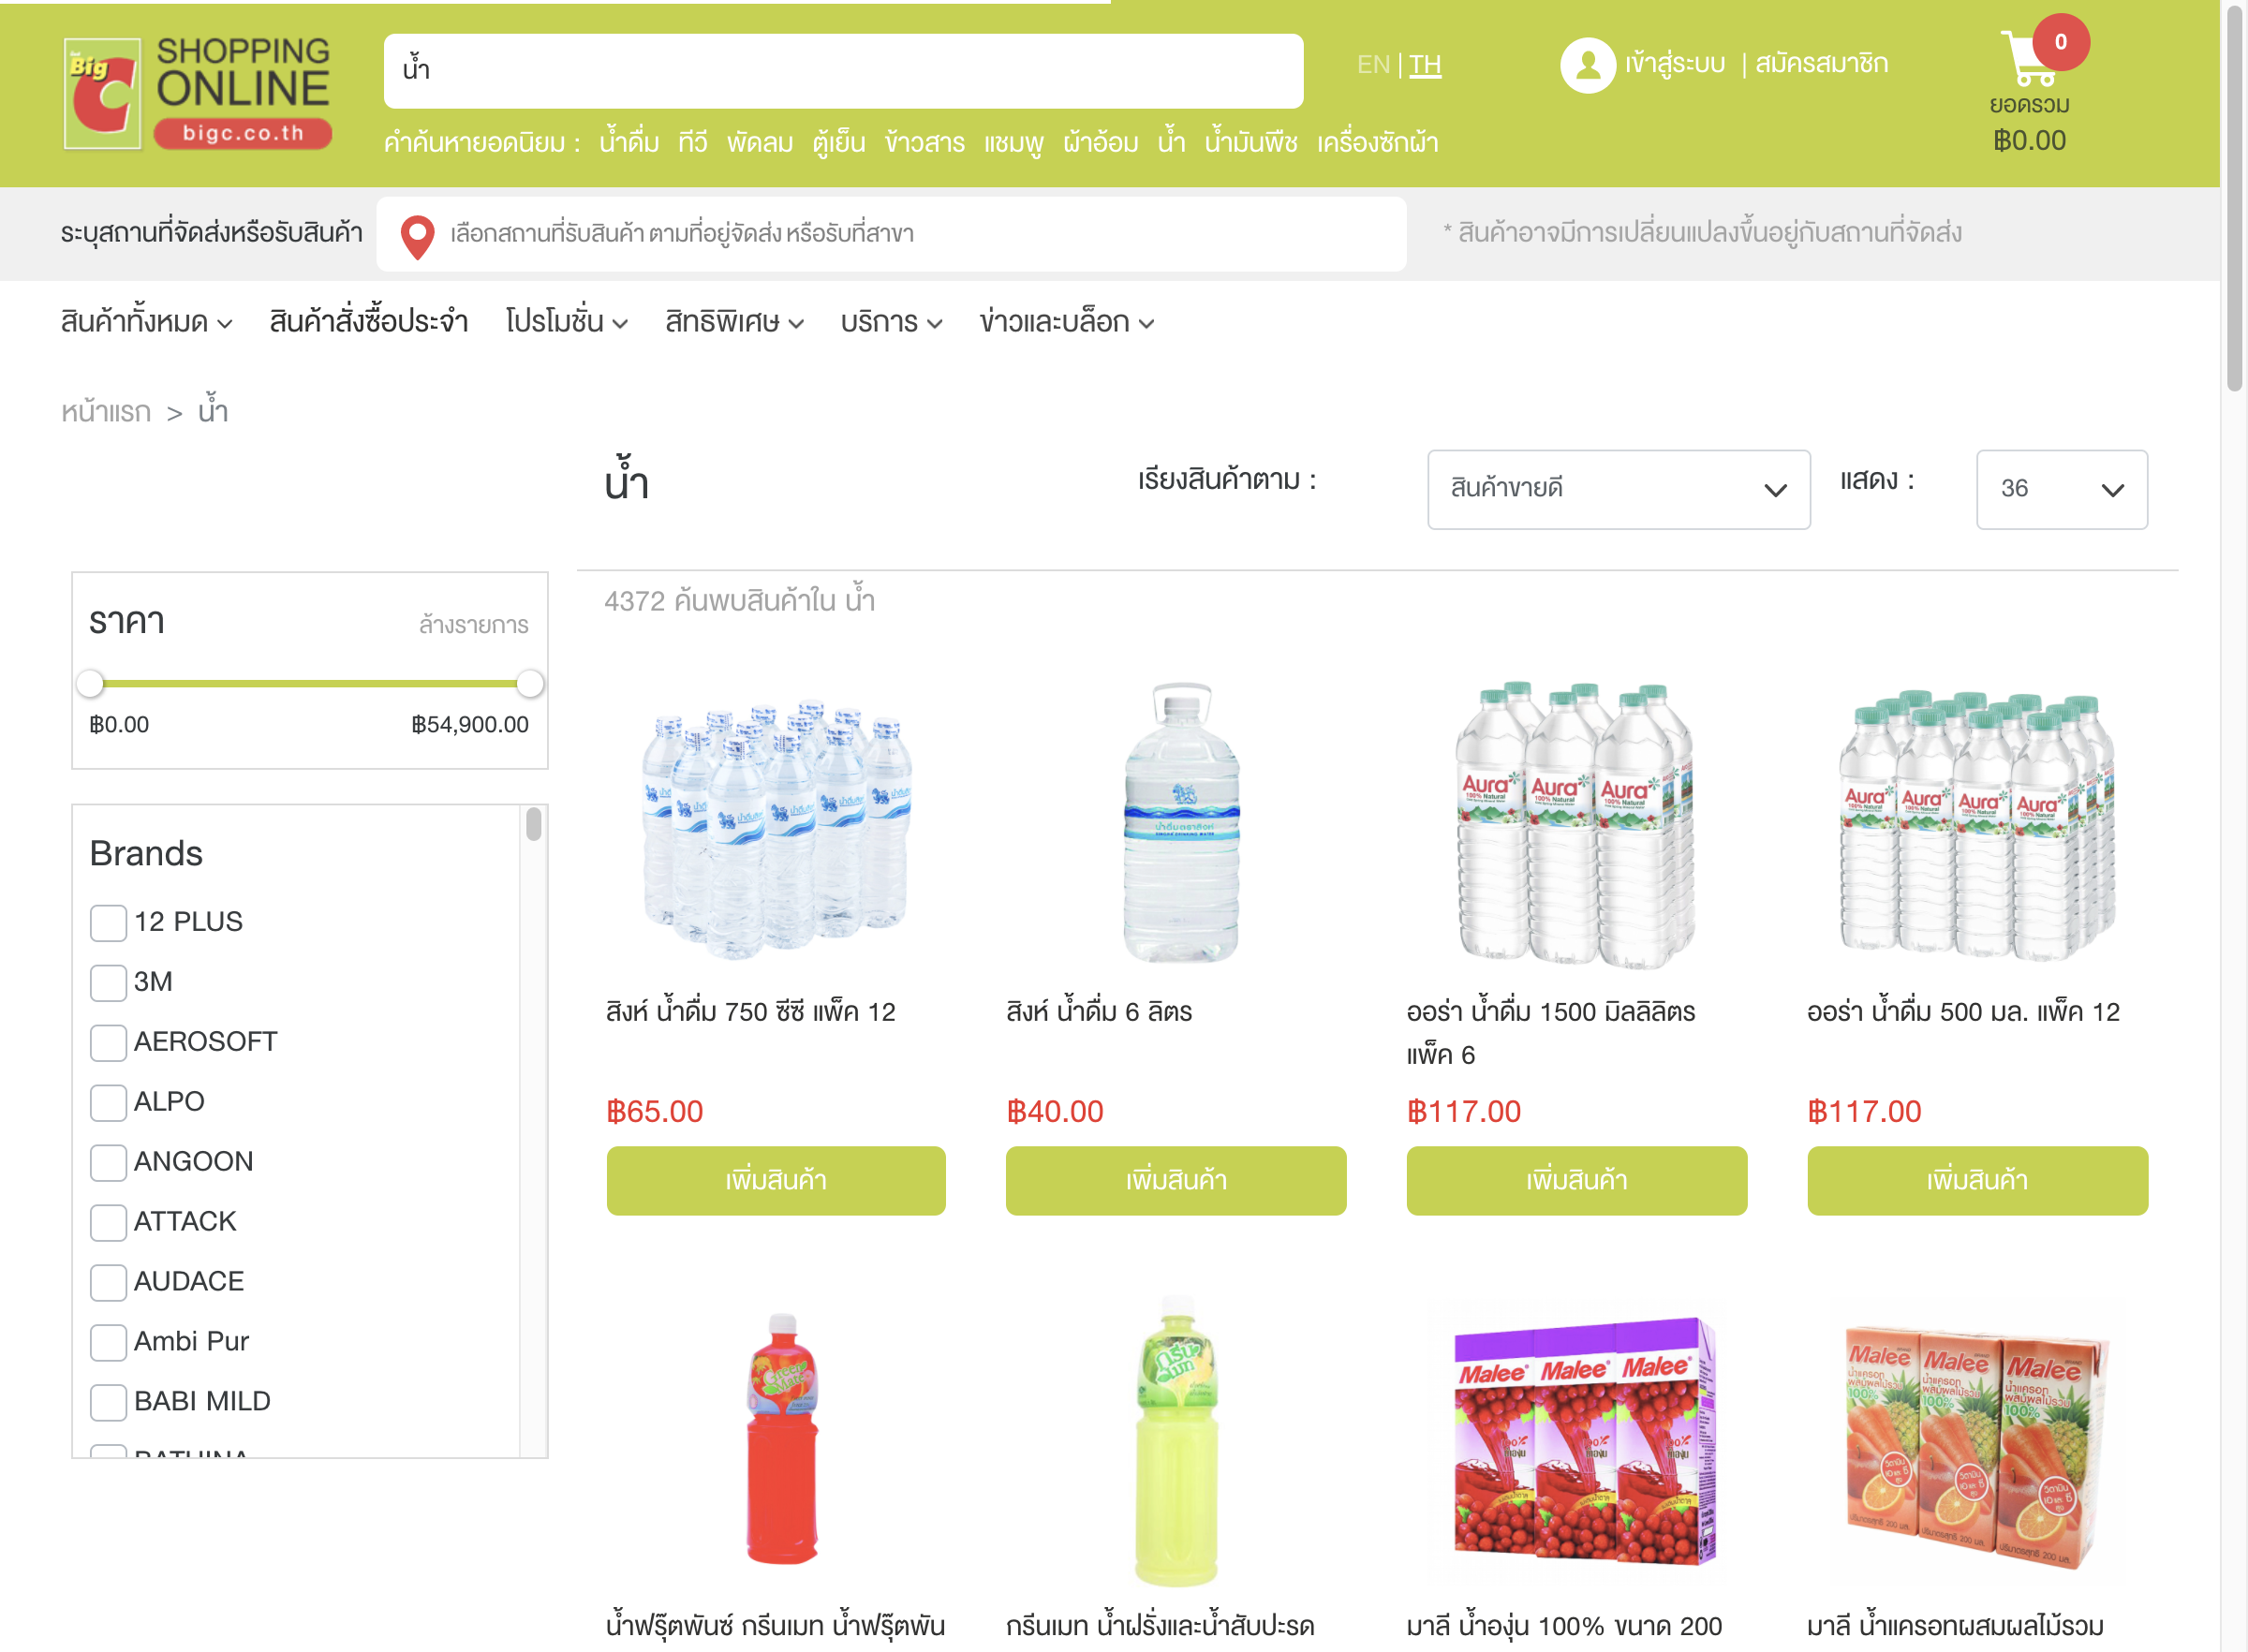 Big C
SHOPPING
ONLINE
bigc.co.th
น้ำ
EN | TH
เข้าสู่ระบบ | สมัครสมาชิก
0
ยอดรวม
฿0.00
คำค้นหายอดนิยม : น้ำดื่ม ทีวี พัดลม ตู้เย็น ข้าวสาร แชมพู ผ้าอ้อม น้ำ น้ำมันพืช เครื่องซักผ้า
ระบุสถานที่จัดส่งหรือรับสินค้า
เลือกสถานที่รับสินค้า ตามที่อยู่จัดส่ง หรือรับที่สาขา
* สินค้าอาจมีการเปลี่ยนแปลงขึ้นอยู่กับสถานที่จัดส่ง
สินค้าทั้งหมด สินค้าสั่งซื้อประจำ โปรโมชั่น สิทธิพิเศษ บริการ ข่าวและบล็อก
หน้าแรก > น้ำ
น้ำ
เรียงสินค้าตาม : สินค้าขายดี
แสดง : 36
ราคา
ล้างรายการ
฿0.00 ฿54,900.00
Brands
12 PLUS
3M
AEROSOFT
ALPO
ANGOON
ATTACK
AUDACE
Ambi Pur
BABI MILD
4372 ค้นพบสินค้าใน น้ำ
สิงห์ น้ำดื่ม 750 ซีซี แพ็ค 12
฿65.00
เพิ่มสินค้า
สิงห์ น้ำดื่ม 6 ลิตร
฿40.00
เพิ่มสินค้า
Aura Aura Aura
ออร่า น้ำดื่ม 1500 มิลลิลิตร
แพ็ค 6
฿117.00
เพิ่มสินค้า
Aura Aura Aura Aura
ออร่า น้ำดื่ม 500 มล. แพ็ค 12
฿117.00
เพิ่มสินค้า
Green Mate
น้ำฟรุ๊ตพันซ์ กรีนเมท น้ำฟรุ๊ตพัน
กรีนเมท
กรีนเมท น้ำฝรั่งและน้ำสับปะรด
Malee Malee Malee
มาลี น้ำองุ่น 100% ขนาด 200
Malee Malee Malee
100% 100% 100%
มาลี น้ำแครอทผสมผลไม้รวม